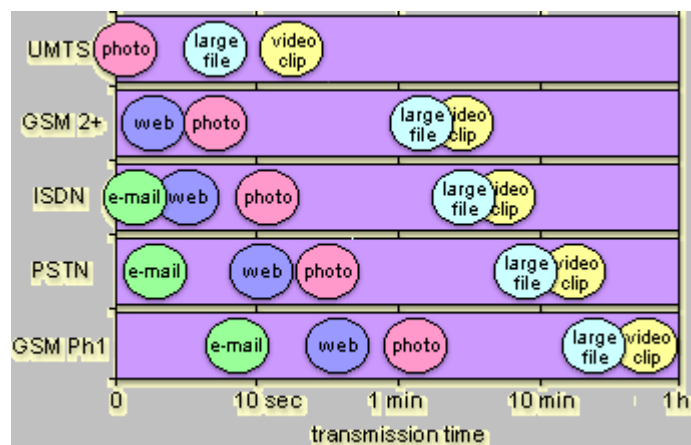 UMTS photo large file video clip
GSM 2+ web photo large file video clip
ISDN e-mail web photo large file video clip
PSTN e-mail web photo large file video clip
GSM Ph1 e-mail web photo large file video clip
0 10 sec 1 min 10 min 1h
transmission time